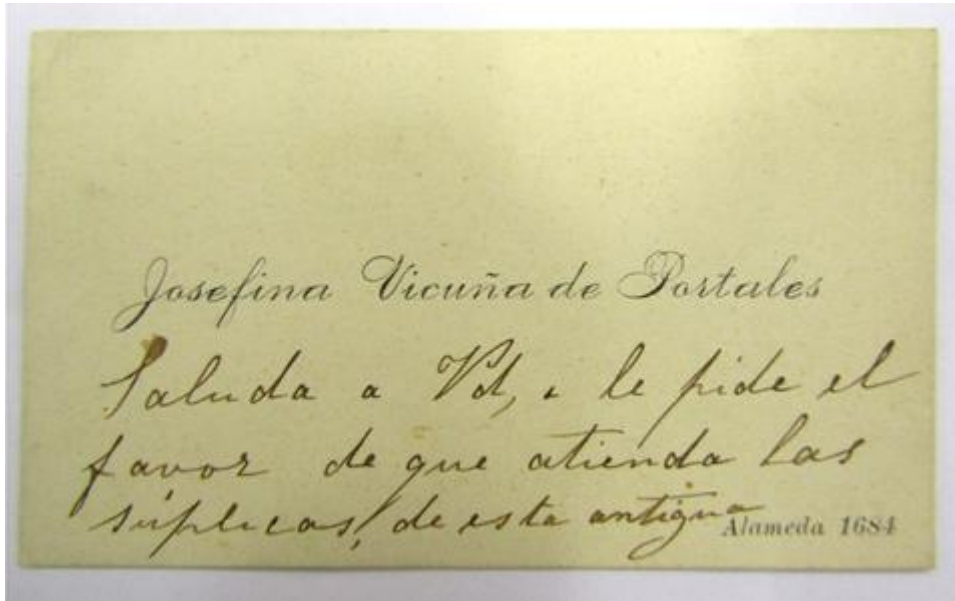 Josefina Vicuña de Portales
Saluda a Vd, i le pide el
favor de que atienda las
súplicas, de esta antigua
Alameda 1684